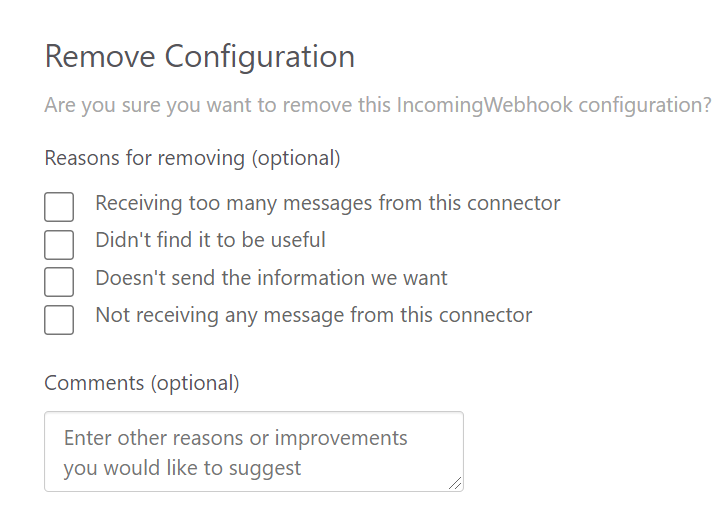 Remove Configuration
Are you sure you want to remove this IncomingWebhook configuration?
Reasons for removing (optional)
Receiving too many messages from this connector
Didn't find it to be useful
Doesn't send the information we want
Not receiving any message from this connector
Comments (optional)
Enter other reasons or improvements
you would like to suggest